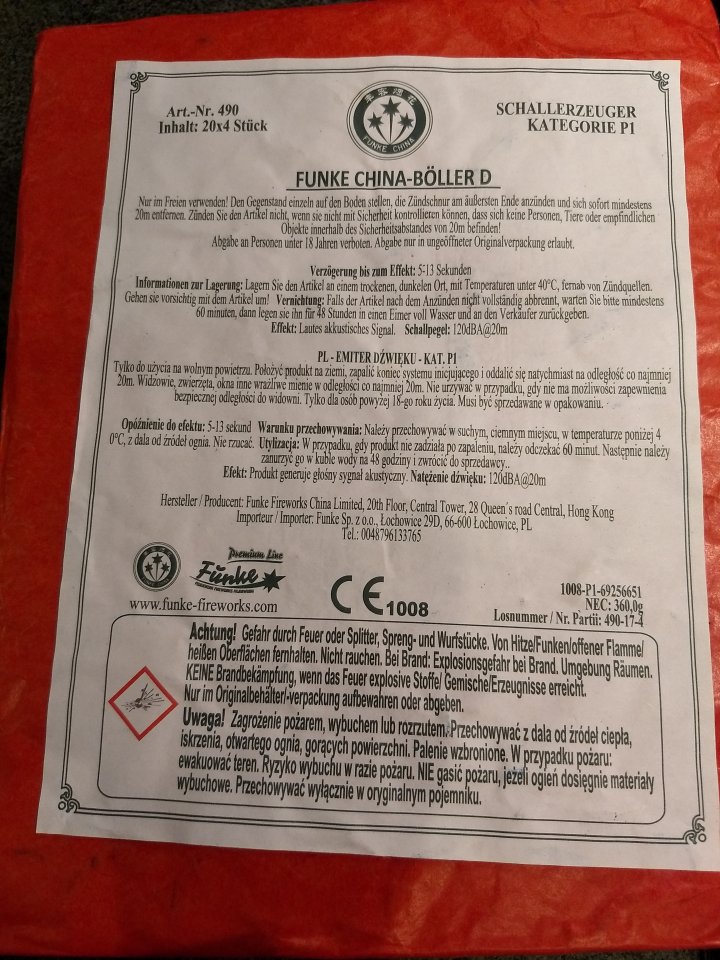 Art.-Nr. 490
Inhalt: 20x4 Stück
FUNKE CHINA
SCHALLERZEUGER
KATEGORIE P1
FUNKE CHINA-BÖLLER D
Nur im Freien verwenden! Den Gegenstand einzeln auf den Boden stellen, die Zündschnur am äußersten Ende anzünden und sich sofort mindestens
20m entfernen. Zünden Sie den Artikel nicht, wenn sie nicht mit Sicherheit kontrollieren können, dass sich keine Personen, Tiere oder empfindlichen
Objekte innerhalb des Sicherheitsabstandes von 20m befinden!
Abgabe an Personen unter 18 Jahren verboten. Abgabe nur in ungeöffneter Originalverpackung erlaubt.
Verzögerung bis zum Effekt: 5-13 Sekunden
Informationen zur Lagerung: Lagern Sie den Artikel an einem trockenen, dunkelen Ort, mit Temperaturen unter 40°C, fernab von Zündquellen.
Gehen sie vorsichtig mit dem Artikel um! Vernichtung: Falls der Artikel nach dem Anzünden nicht vollständig abbrennt, warten Sie bitte mindestens
60 minuten, dann legen sie ihn für 48 Stunden in einen Eimer voll Wasser und an den Verkäufer zurückgeben.
Effekt: Lautes akkustisches Signal. Schallpegel: 120dBA@20m
PL - EMITER DŹWIĘKU - KAT. P1
Tylko do użycia na wolnym powietrzu. Położyć produkt na ziemi, zapalić koniec systemu inicjującego i oddalić się natychmiast na odległość co najmniej
20m. Widzowie, zwierzęta, okna inne wrażliwe mienie w odległości co najmniej 20m. Nie urzywać w przypadku, gdy nie ma możliwości zapewnienia
bezpiecznej odległości do widowni. Tylko dla osób powyżej 18-go roku życia. Musi być sprzedawane w opakowaniu.
Opóźnienie do efektu: 5-13 sekund Warunku przechowywania: Należy przechowywać w suchym, ciemnym miejscu, w temperaturze poniżej 4
0°C, z dala od źródeł ognia. Nie rzucać. Utylizacja: W przypadku, gdy produkt nie zadziała po zapaleniu, należy odczekać 60 minut. Następnie należy
zanurzyć go w kuble wody na 48 godziny i zwrócić do sprzedawcy..
Efekt: Produkt generuje głośny sygnał akustyczny. Natężenie dźwięku: 120dBA@20m
Hersteller / Producent: Funke Fireworks China Limited, 20th Floor, Central Tower, 28 Queen´s road Central, Hong Kong
Importeur / Importer: Funke Sp. z o.o., Łochowice 29D, 66-600 Łochowice, PL
Tel.: 0048796133765
Premium Line
Funke
www.funke-fireworks.com
CE 1008
1008-P1-69256651
NEC: 360,0g
Losnummer / Nr. Partii: 490-17-4
Achtung! Gefahr durch Feuer oder Splitter, Spreng- und Wurfstücke. Von Hitze/Funken/offener Flamme/
heißen Oberflächen fernhalten. Nicht rauchen. Bei Brand: Explosionsgefahr bei Brand. Umgebung Räumen.
KEINE Brandbekämpfung, wenn das Feuer explosive Stoffe/ Gemische/Erzeugnisse erreicht.
Nur im Originalbehälter/-verpackung aufbewahren oder abgeben.
Uwaga! Zagrożenie pożarem, wybuchem lub rozrzutem. Przechowywać z dala od źródeł ciepła,
iskrzenia, otwartego ognia, gorących powierzchni. Palenie wzbronione. W przypadku pożaru:
ewakuować teren. Ryzyko wybuchu w razie pożaru. NIE gasić pożaru, jeżeli ogień dosięgnie materiały
wybuchowe. Przechowywać wyłącznie w oryginalnym pojemniku.